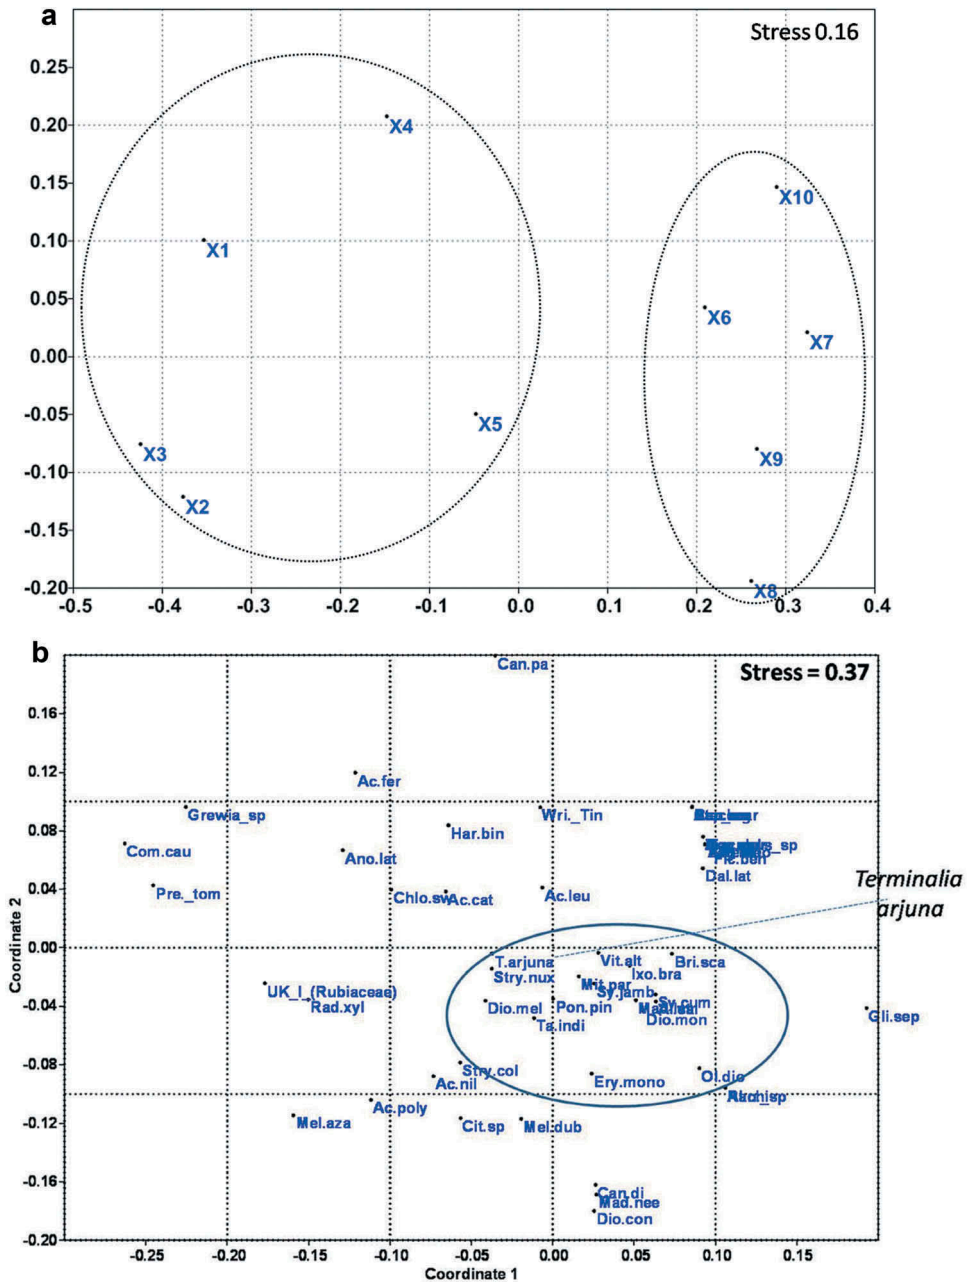 a
Stress 0.16
0.25
X4
0.20
0.15
X10
X1
0.10
0.05
X6
X7
0.00
X5
-0.05
X3
X9
-0.10
X2
-0.15
X8
-0.20
-0.5 -0.4 -0.3 -0.2 -0.1 0.0 0.1 0.2 0.3 0.4
b
Can.pa
Stress = 0.37
0.16
0.12
Ac.fer
Grewia_sp
Wri._Tin
0.08
Har.bin
Com.cau
Ano.lat
Fic.ben
Dal.lat
Pre._tom
Chlo.sw
Ac.cat
Ac.leu
0.04
Terminalia
arjuna
0.00
T.arjuna
Vit.alt
Bri.sca
Stry.nux
Ixo.bra
Mit.par
UK_I_(Rubiaceae)
Sy.jamb
Rad.xyl
Dio.mel
Pon.pin
Sy.cum
-0.04
Ta.indi
Dio.mon
Gli.sep
Stry.col
Ol.dio
-0.08
Ac.nil
Ery.mono
Ac.poly
Mel.aza
Cit.sp
Mel.dub
-0.12
-0.16
Can.di
Mad.nee
Dio.con
-0.20
-0.25 -0.20 -0.15 -0.10 -0.05 0.00 0.05 0.10 0.15
Coordinate 2
Coordinate 1